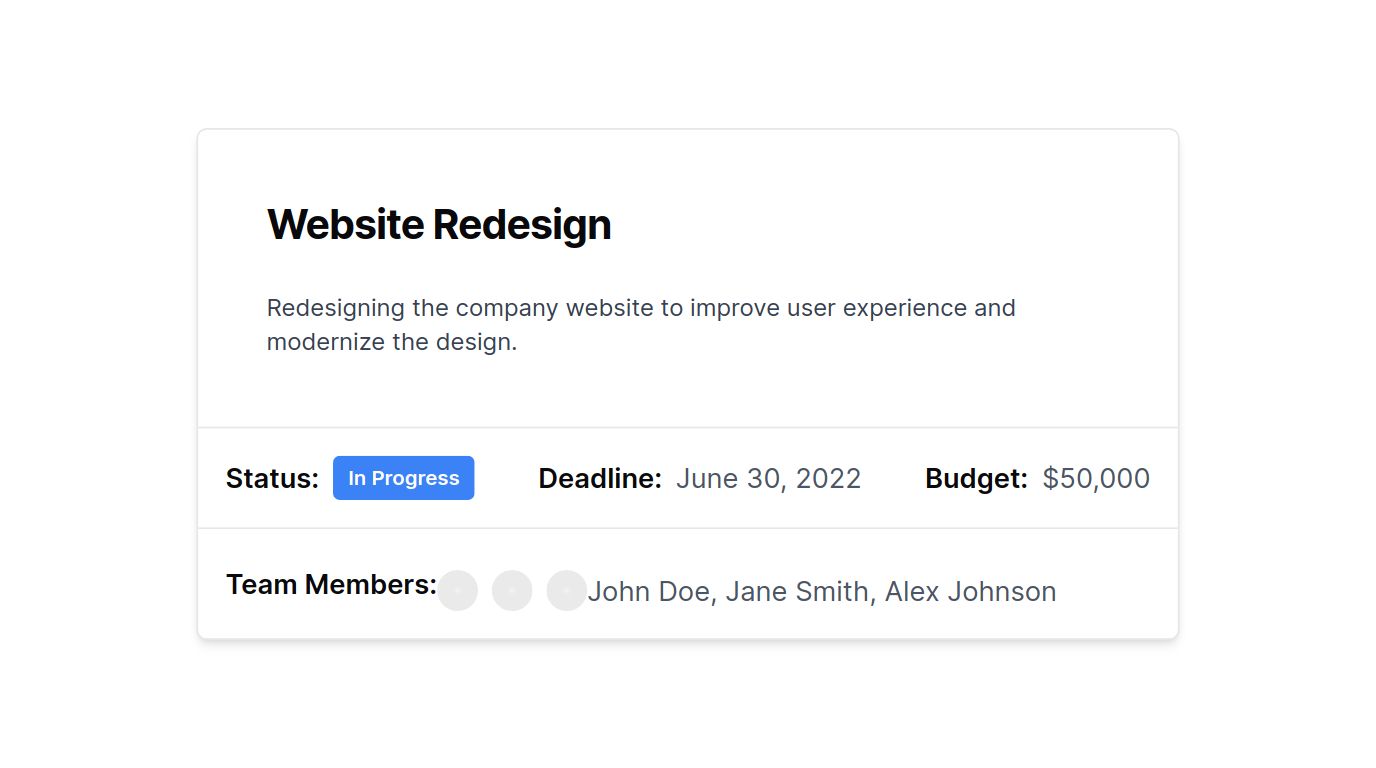 Website Redesign
Redesigning the company website to improve user experience and
modernize the design.
Status: In Progress Deadline: June 30, 2022 Budget: $50,000
Team Members: John Doe, Jane Smith, Alex Johnson